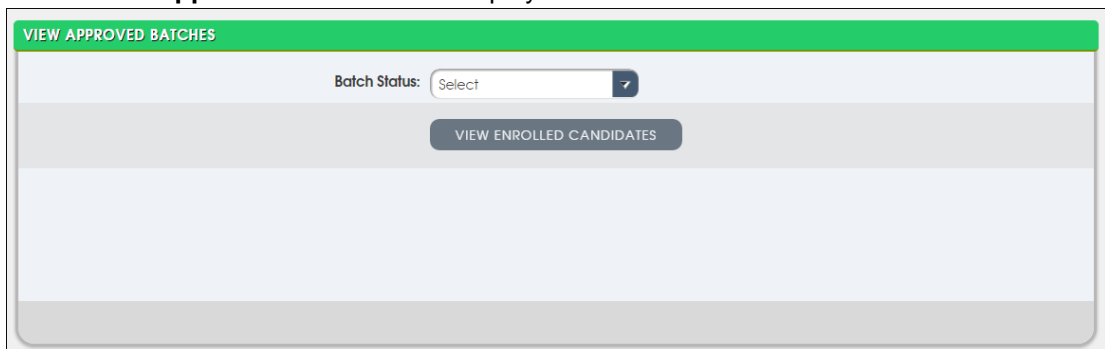 VIEW APPROVED BATCHES
Batch Status: Select
VIEW ENROLLED CANDIDATES